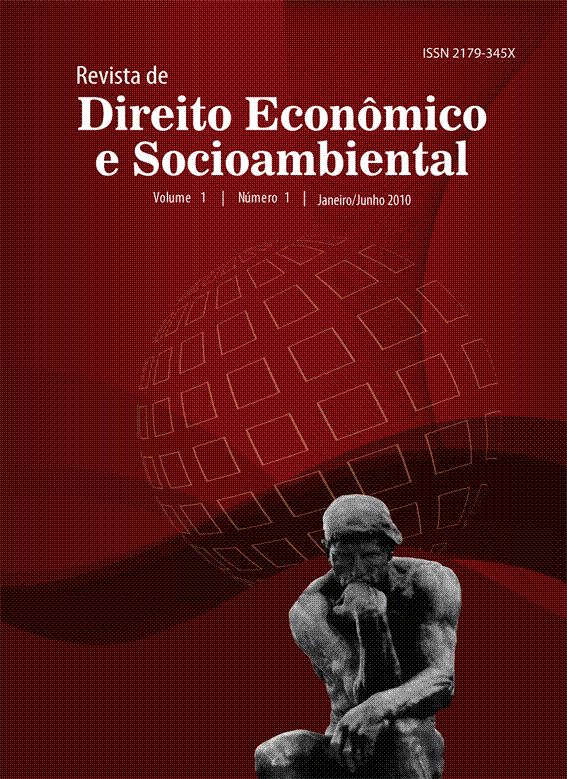 ISSN 2179-345X
Revista de
Direito Econômico
e Socioambiental
Volume 1 | Número 1 | Janeiro/Junho 2010